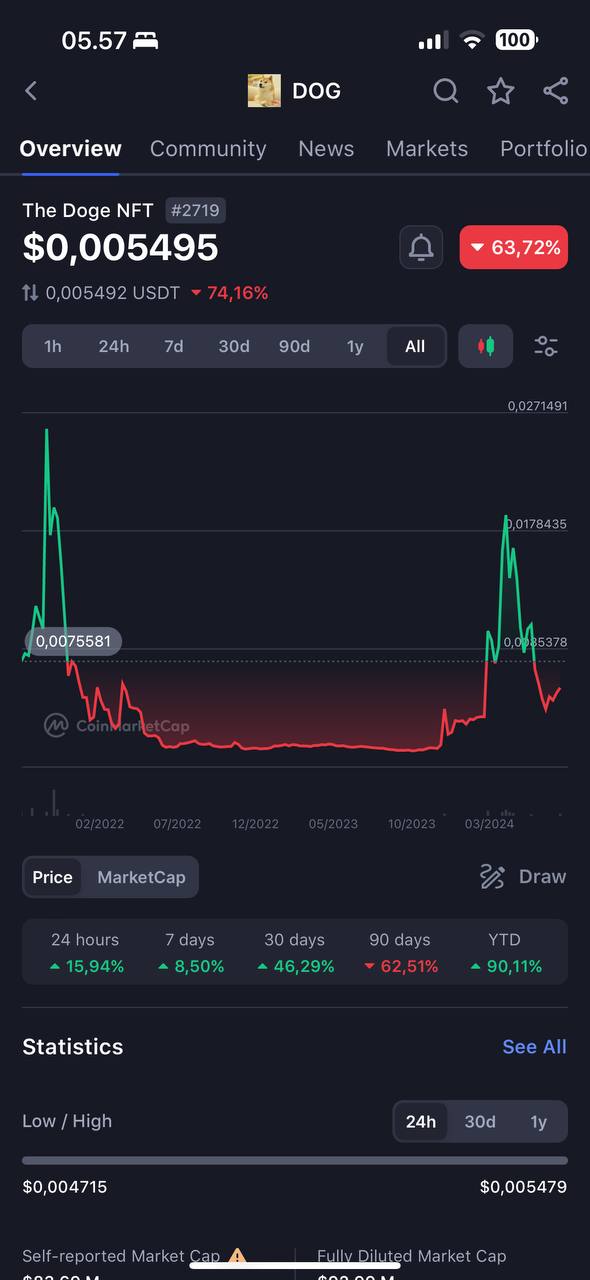 05.57
100
DOG
Overview Community News Markets Portfolio
The Doge NFT #2719
$0,005495
63,72%
0,005492 USDT 74,16%
1h 24h 7d 30d 90d 1y All
0,0271491
0,0178435
0,0075581
0,0085378
CoinMarketCap
02/2022 07/2022 12/2022 05/2023 10/2023 03/2024
Price MarketCap Draw
24 hours 7 days 30 days 90 days YTD
15,94% 8,50% 46,29% 62,51% 90,11%
Statistics See All
Low / High 24h 30d 1y
$0,004715 $0,005479
Self-reported Market Cap Fully Diluted Market Cap